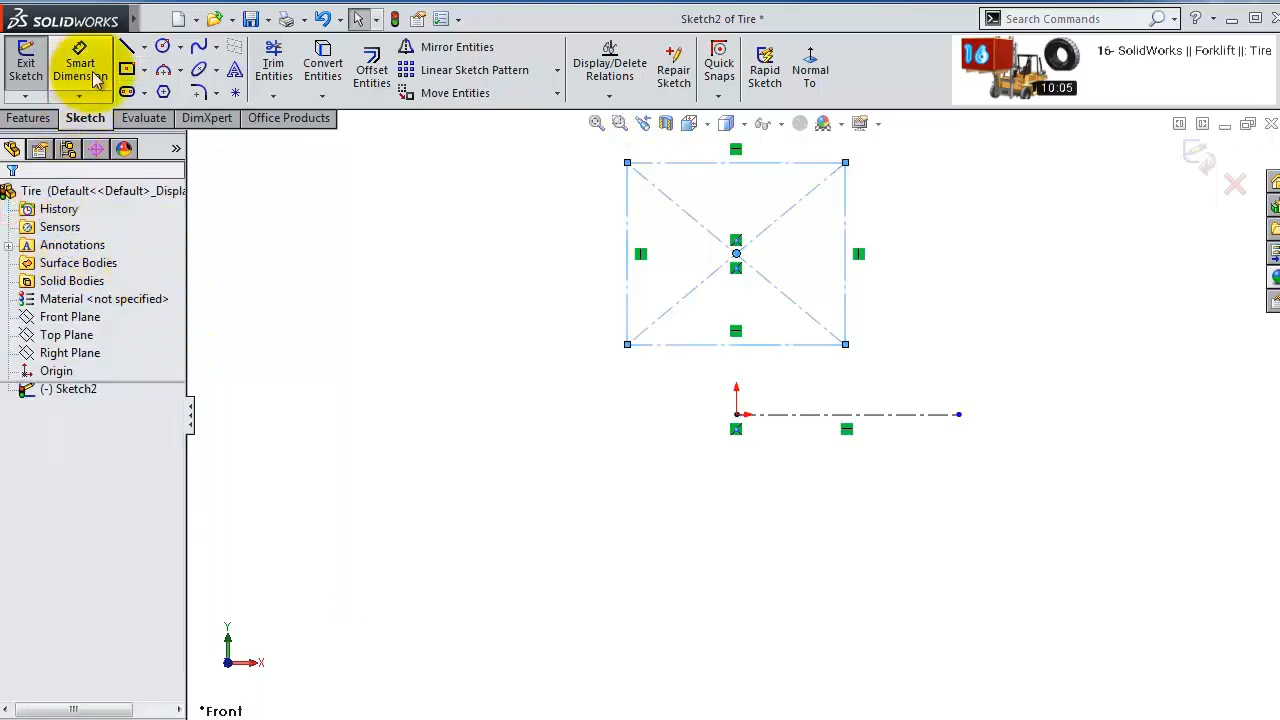 SOLIDWORKS
Sketch2 of Tire *
Search Commands
?
Exit
Sketch
Smart
Dimension
Trim
Entities
Convert
Entities
Offset
Entities
Mirror Entities
Linear Sketch Pattern
Move Entities
Display/Delete
Relations
Repair
Sketch
Quick
Snaps
Rapid
Sketch
Normal
To
16
10:05
16- SolidWorks || Forklift ||: Tire
Features
Sketch
Evaluate
DimXpert
Office Products
Tire (Default<<Default>_Displa
History
Sensors
A Annotations
Surface Bodies
Solid Bodies
Material <not specified>
Front Plane
Top Plane
Right Plane
Origin
(-) Sketch2
Y
X
*Front